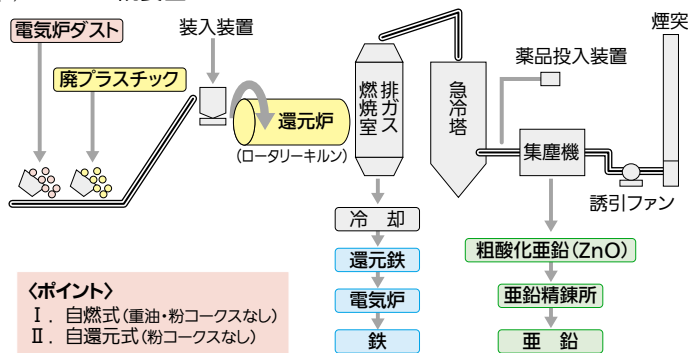 電気炉ダスト
廃プラスチック
装入装置
還元炉
(ロータリーキルン)
排ガス
燃焼室
急冷塔
薬品投入装置
煙突
集塵機
誘引ファン
冷 却
還元鉄
電気炉
鉄
粗酸化亜鉛(ZnO)
亜鉛精錬所
亜 鉛
〈ポイント〉
Ⅰ．自燃式(重油・粉コークスなし)
Ⅱ．自還元式(粉コークスなし)